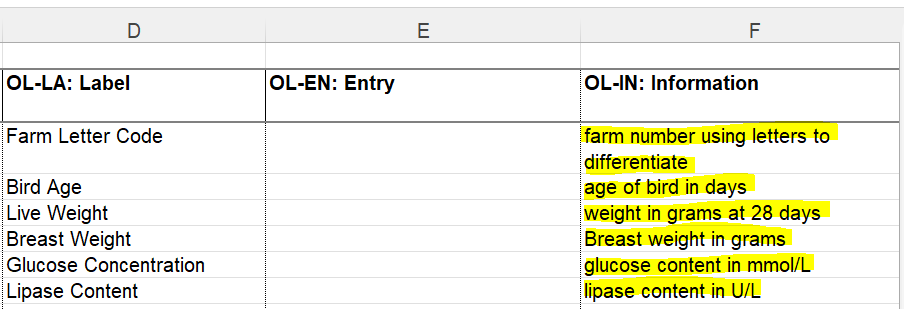 D E F
OL-LA: Label OL-EN: Entry OL-IN: Information
Farm Letter Code farm number using letters to
differentiate
Bird Age age of bird in days
Live Weight weight in grams at 28 days
Breast Weight Breast weight in grams
Glucose Concentration glucose content in mmol/L
Lipase Content lipase content in U/L